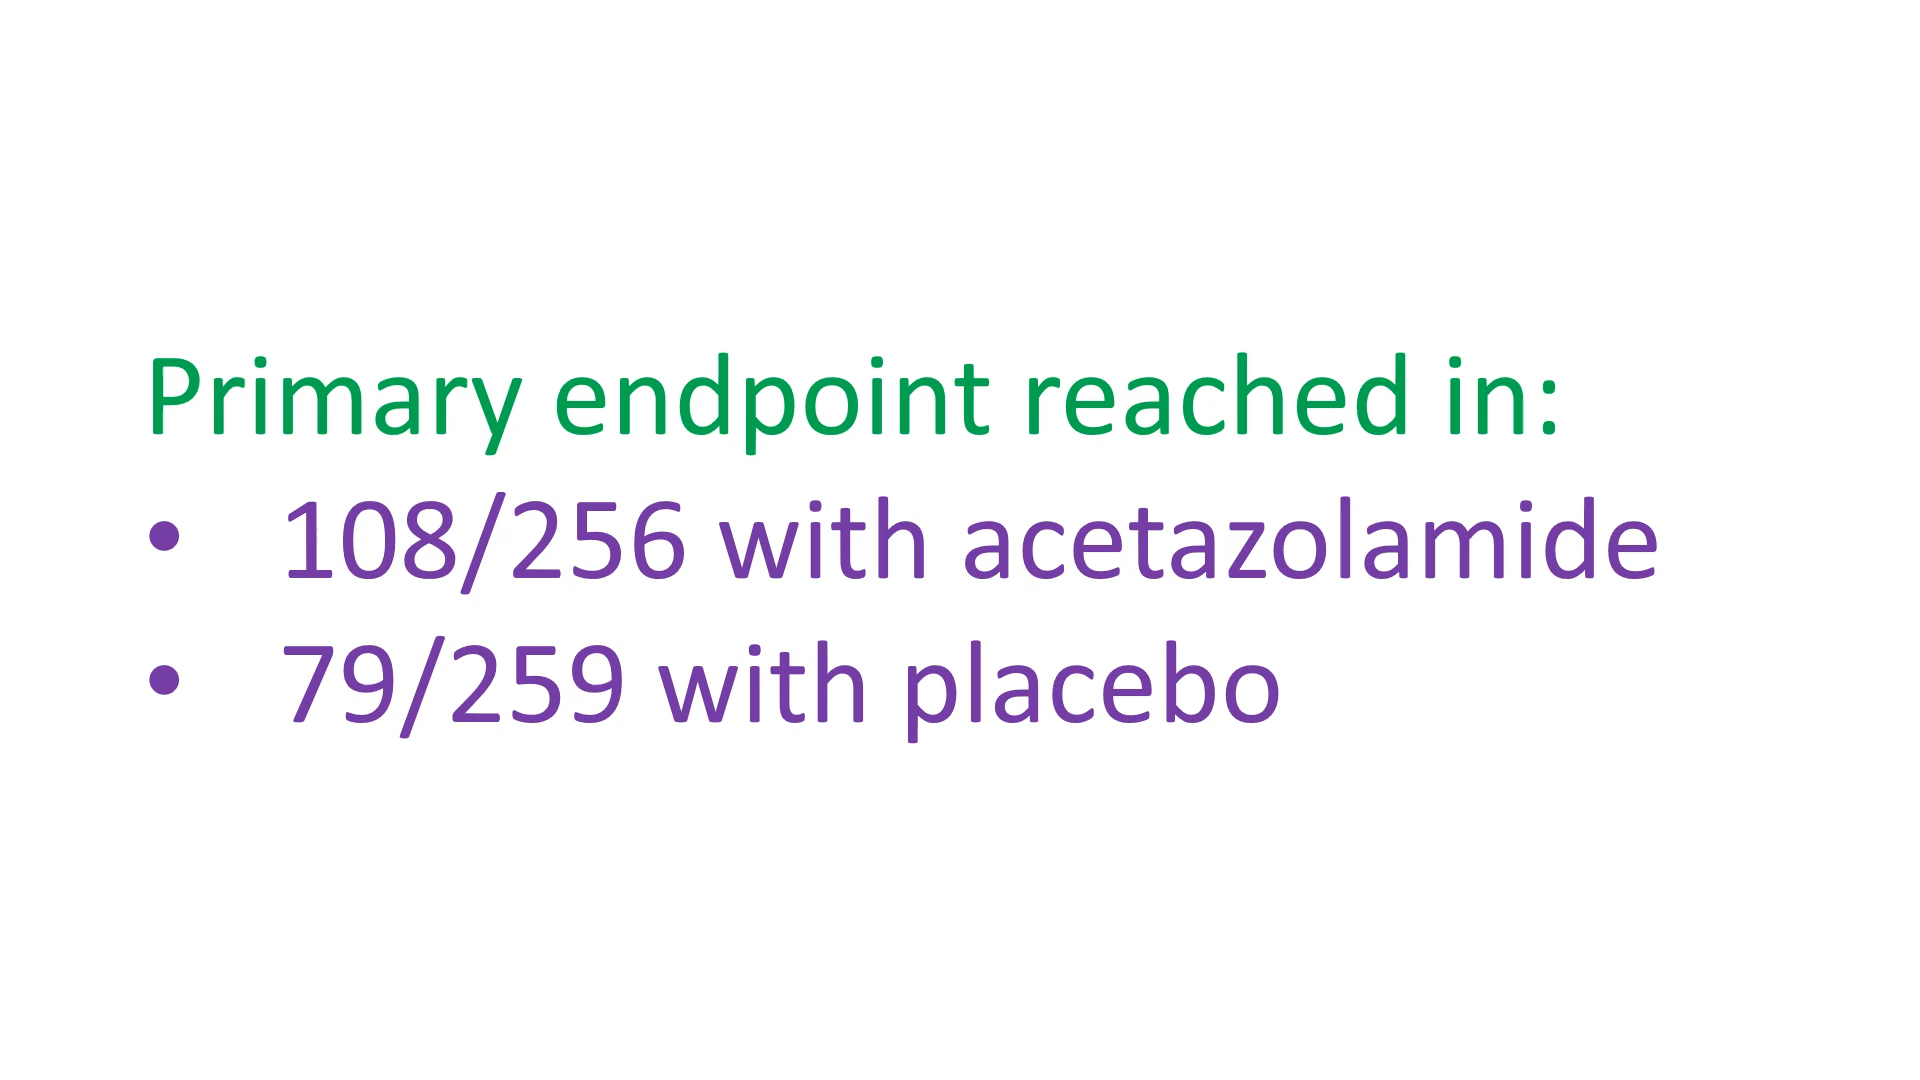 Primary endpoint reached in:
• 108/256 with acetazolamide
• 79/259 with placebo